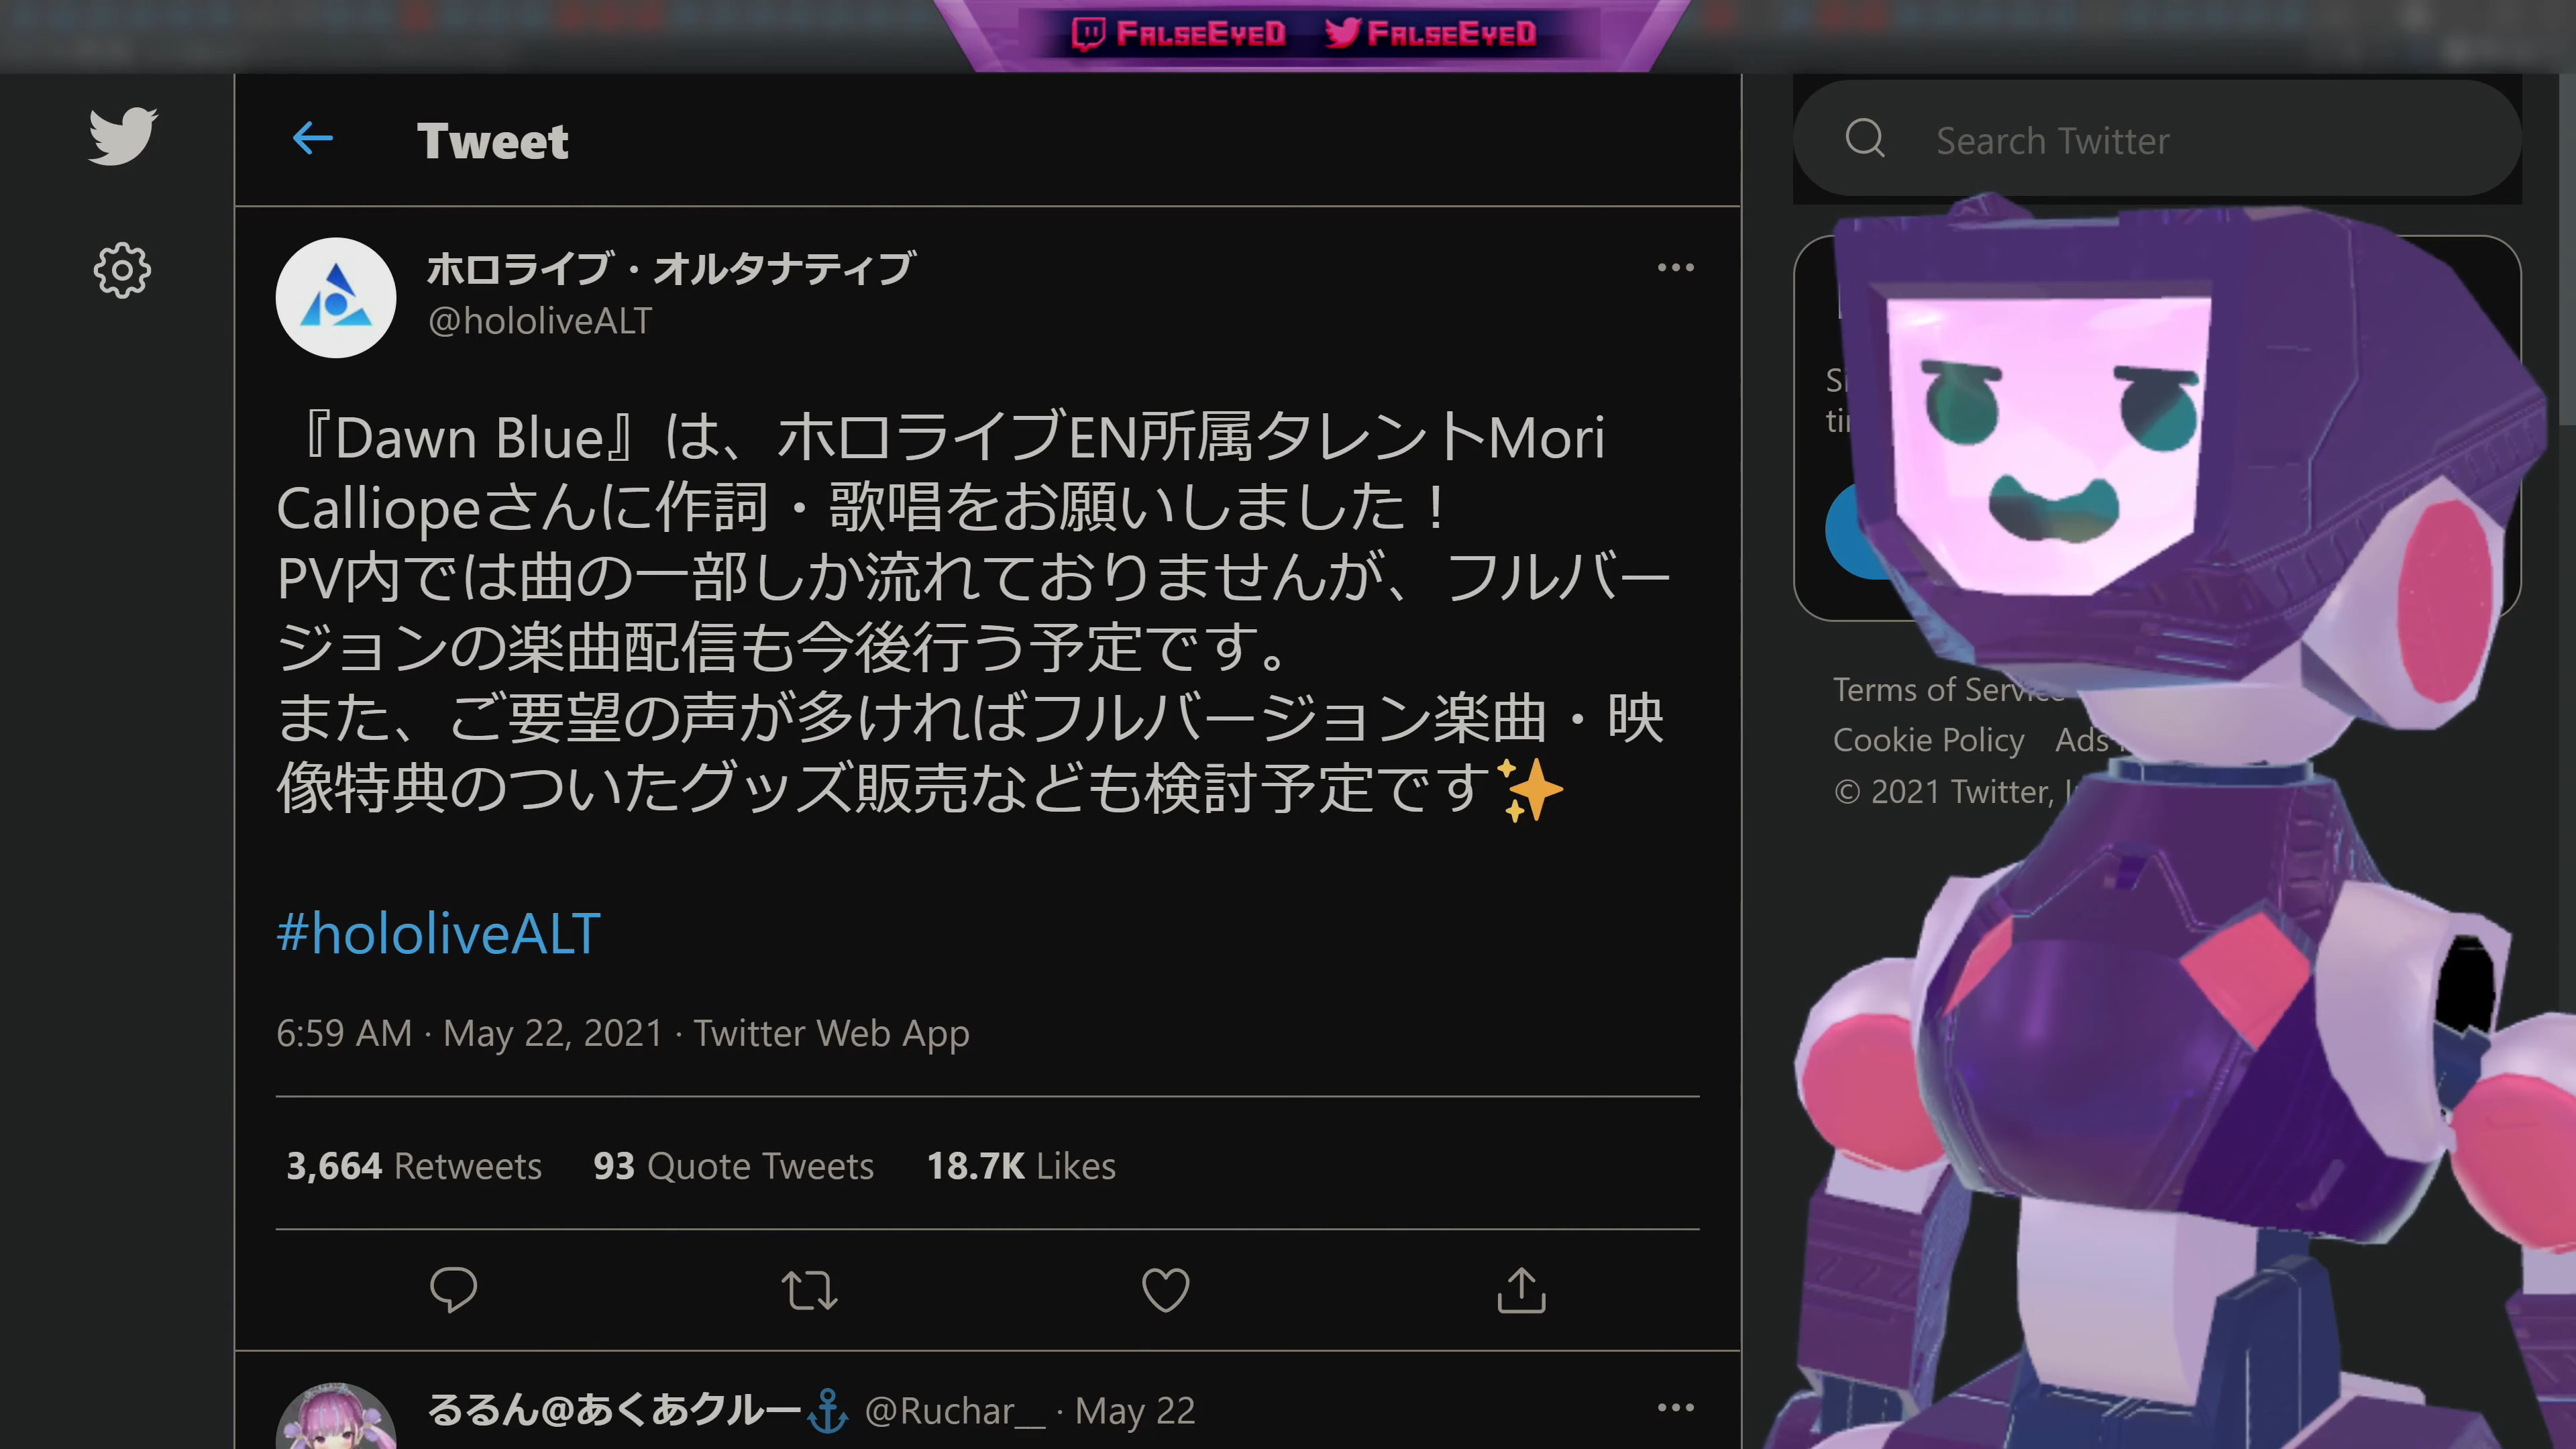 FalseEyeD FalseEyeD
Tweet
Search Twitter
ホロライブ・オルタナティブ
@hololiveALT
『Dawn Blue』は、ホロライブEN所属タレントMori
Calliopeさんに作詞・歌唱をお願いしました！
PV内では曲の一部しか流れておりませんが、フルバー
ジョンの楽曲配信も今後行う予定です。
また、ご要望の声が多ければフルバージョン楽曲・映
像特典のついたグッズ販売なども検討予定です✨
#hololiveALT
6:59 AM · May 22, 2021 · Twitter Web App
3,664 Retweets 93 Quote Tweets 18.7K Likes
るるん@あくあクルー⚓ @Ruchar__ · May 22
Terms of Service
Cookie Policy Ads
© 2021 Twitter,